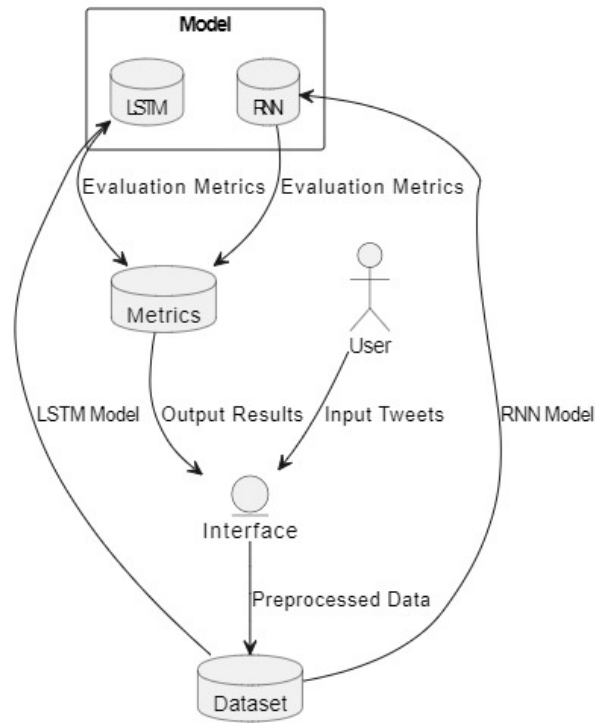 Model
LSTM
RNN
Evaluation Metrics
Evaluation Metrics
Metrics
User
LSTM Model
Output Results
Input Tweets
RNN Model
Interface
Preprocessed Data
Dataset